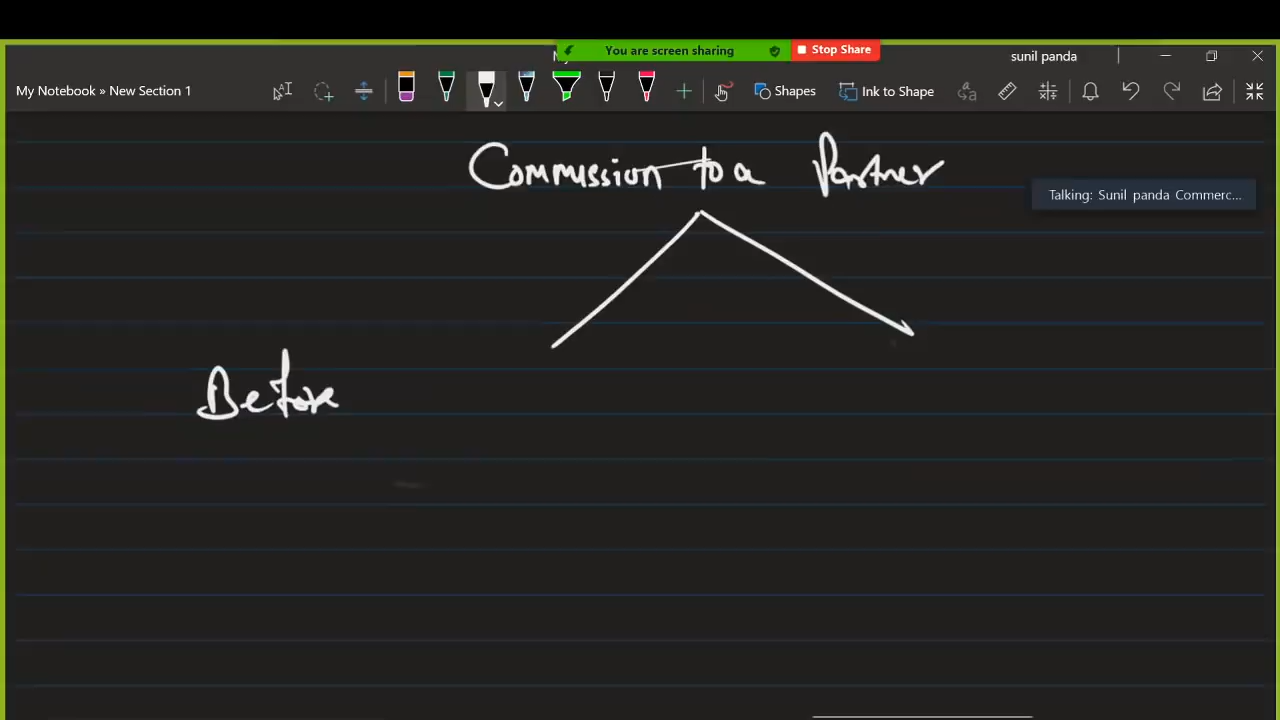 You are screen sharing
Stop Share
sunil panda
My Notebook » New Section 1
Shapes
Ink to Shape
Commission to a Partner
Talking: Sunil panda Commerc...
Before